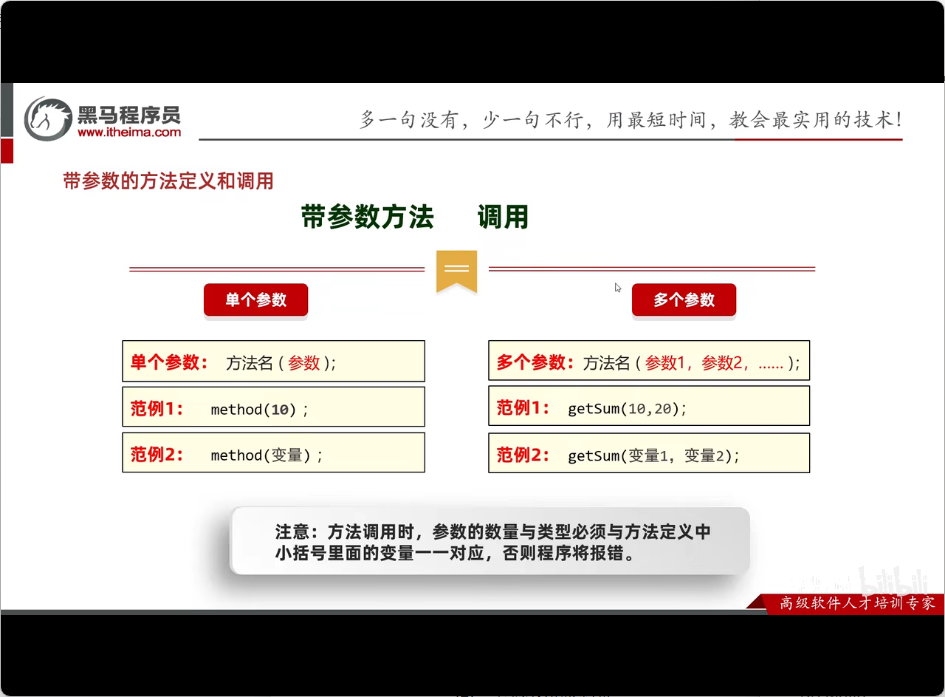 黑马程序员
www.itheima.com
多一句没有，少一句不行，用最短时间，教会最实用的技术！
带参数的方法定义和调用
带参数方法 调用
单个参数
多个参数
单个参数： 方法名 ( 参数 );
范例1： method(10) ;
范例2： method(变量) ;
多个参数：方法名 ( 参数1，参数2，...... );
范例1： getSum(10,20);
范例2： getSum(变量1，变量2);
注意：方法调用时，参数的数量与类型必须与方法定义中
小括号里面的变量一一对应，否则程序将报错。
bilibili
高级软件人才培训专家